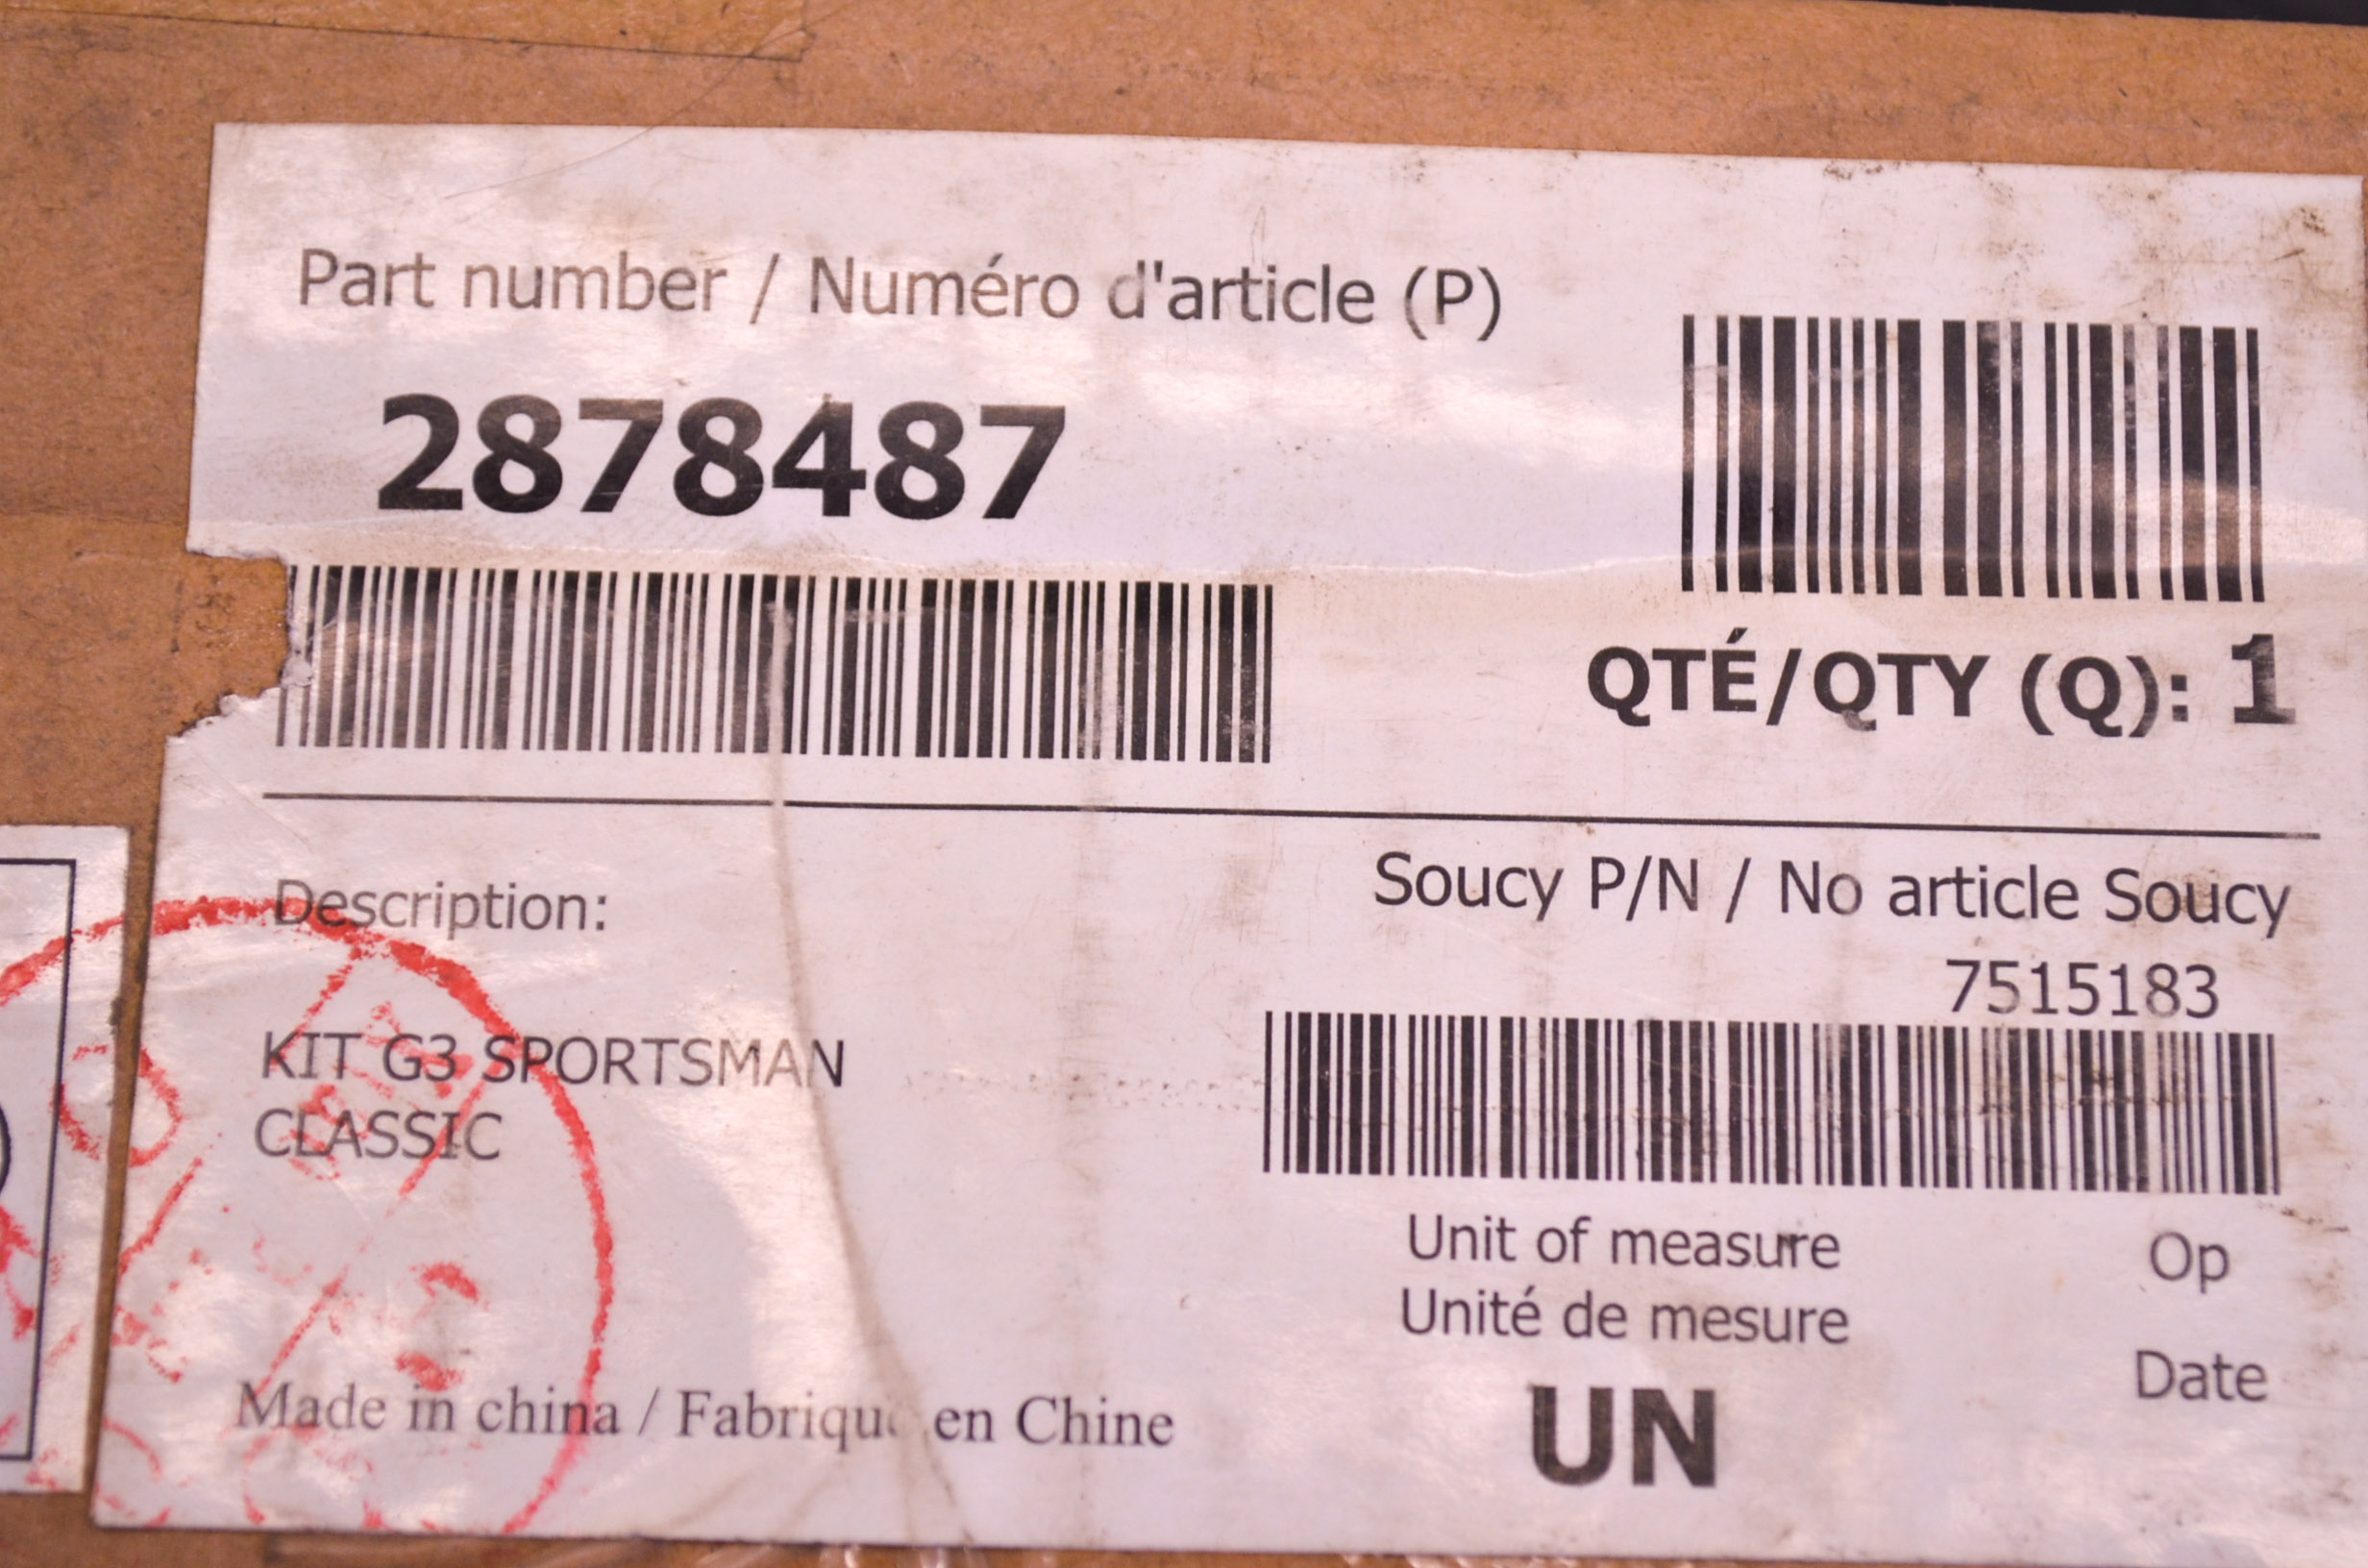 Part number / Numéro d'article (P)
2878487
QTÉ/QTY (Q): 1
Description:
KIT G3 SPORTSMAN
CLASSIC
Made in china / Fabriqu en Chine
Soucy P/N / No article Soucy
7515183
Unit of measure
Unité de mesure
UN
Op
Date